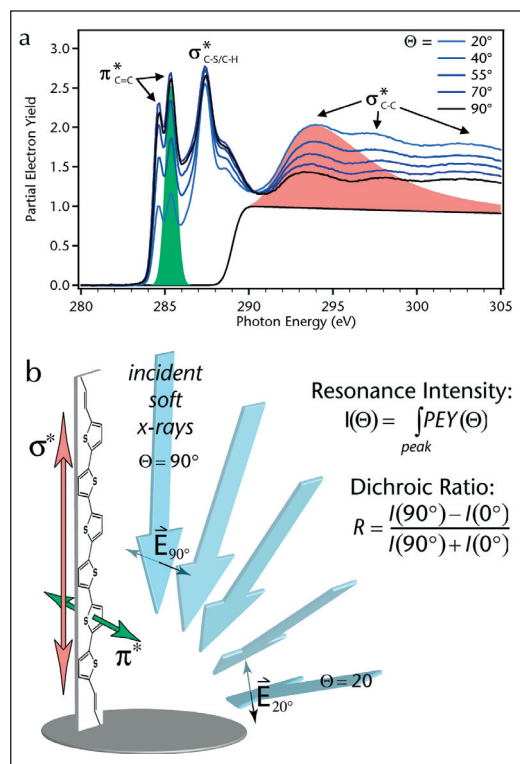 a
π*C=C
σ*C-S/C-H
Θ =
20°
40°
55°
70°
90°
σ*C-C
Partial Electron Yield
3.0
2.5
2.0
1.5
1.0
0.5
0.0
280
285
290
295
300
305
Photon Energy (eV)
b
incident
soft
x-rays
Θ = 90°
Resonance Intensity:
I(Θ) = ∫PEY(Θ)
peak
Dichroic Ratio:
R = I(90°) − I(0°)
I(90°) + I(0°)
σ*
E90°
π*
E20°
Θ = 20
S
S
S
S
S
S